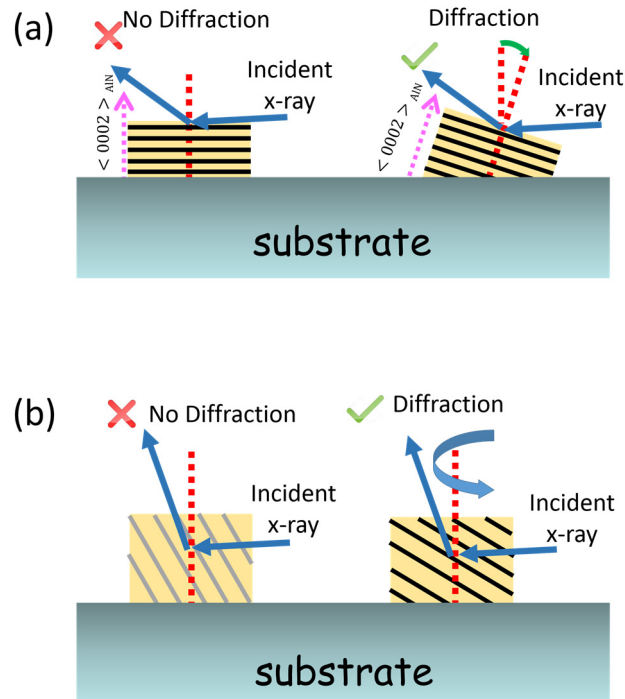 (a)
No Diffraction
Diffraction
Incident
x-ray
Incident
x-ray
< 0002 > AlN
< 0002 > AlN
substrate
(b)
No Diffraction
Diffraction
Incident
x-ray
Incident
x-ray
substrate